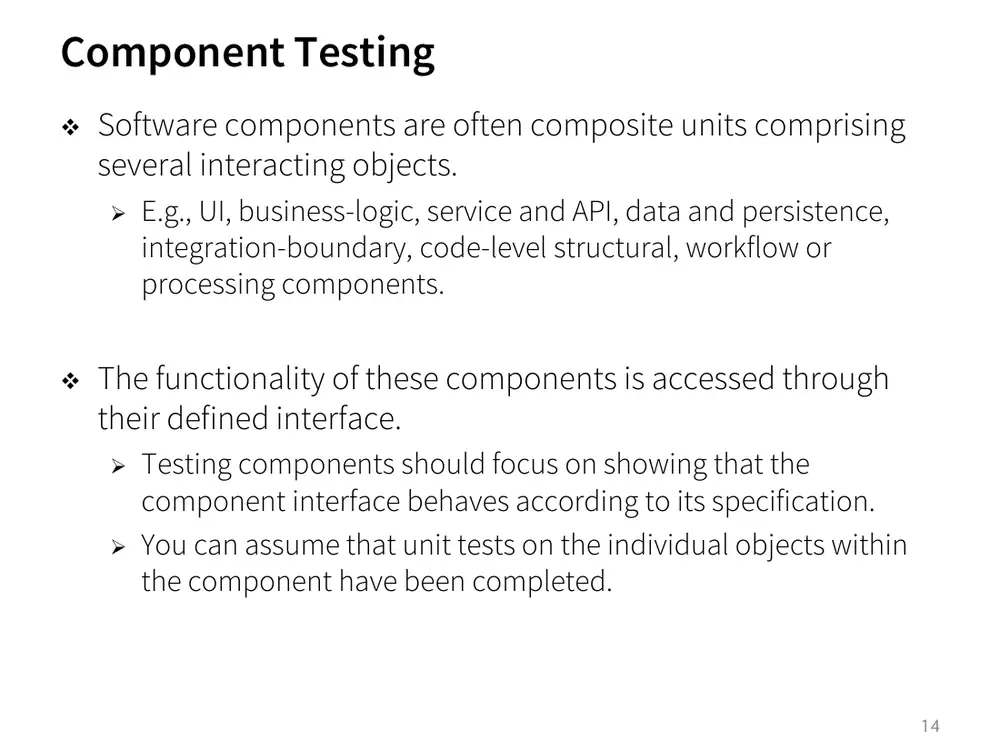 Component Testing
❖ Software components are often composite units comprising
several interacting objects.
➢ E.g., UI, business-logic, service and API, data and persistence,
integration-boundary, code-level structural, workflow or
processing components.
❖ The functionality of these components is accessed through
their defined interface.
➢ Testing components should focus on showing that the
component interface behaves according to its specification.
➢ You can assume that unit tests on the individual objects within
the component have been completed.
14